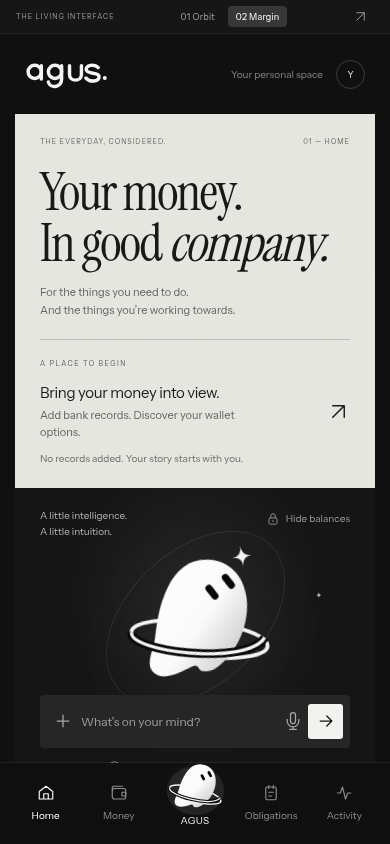 THE LIVING INTERFACE
01 Orbit
02 Margin
agus.
Your personal space
Y
THE EVERYDAY, CONSIDERED.
01 — HOME
Your money.
In good company.
For the things you need to do.
And the things you're working towards.
A PLACE TO BEGIN
Bring your money into view.
Add bank records. Discover your wallet
options.
No records added. Your story starts with you.
A little intelligence.
A little intuition.
Hide balances
What's on your mind?
Home
Money
AGUS
Obligations
Activity